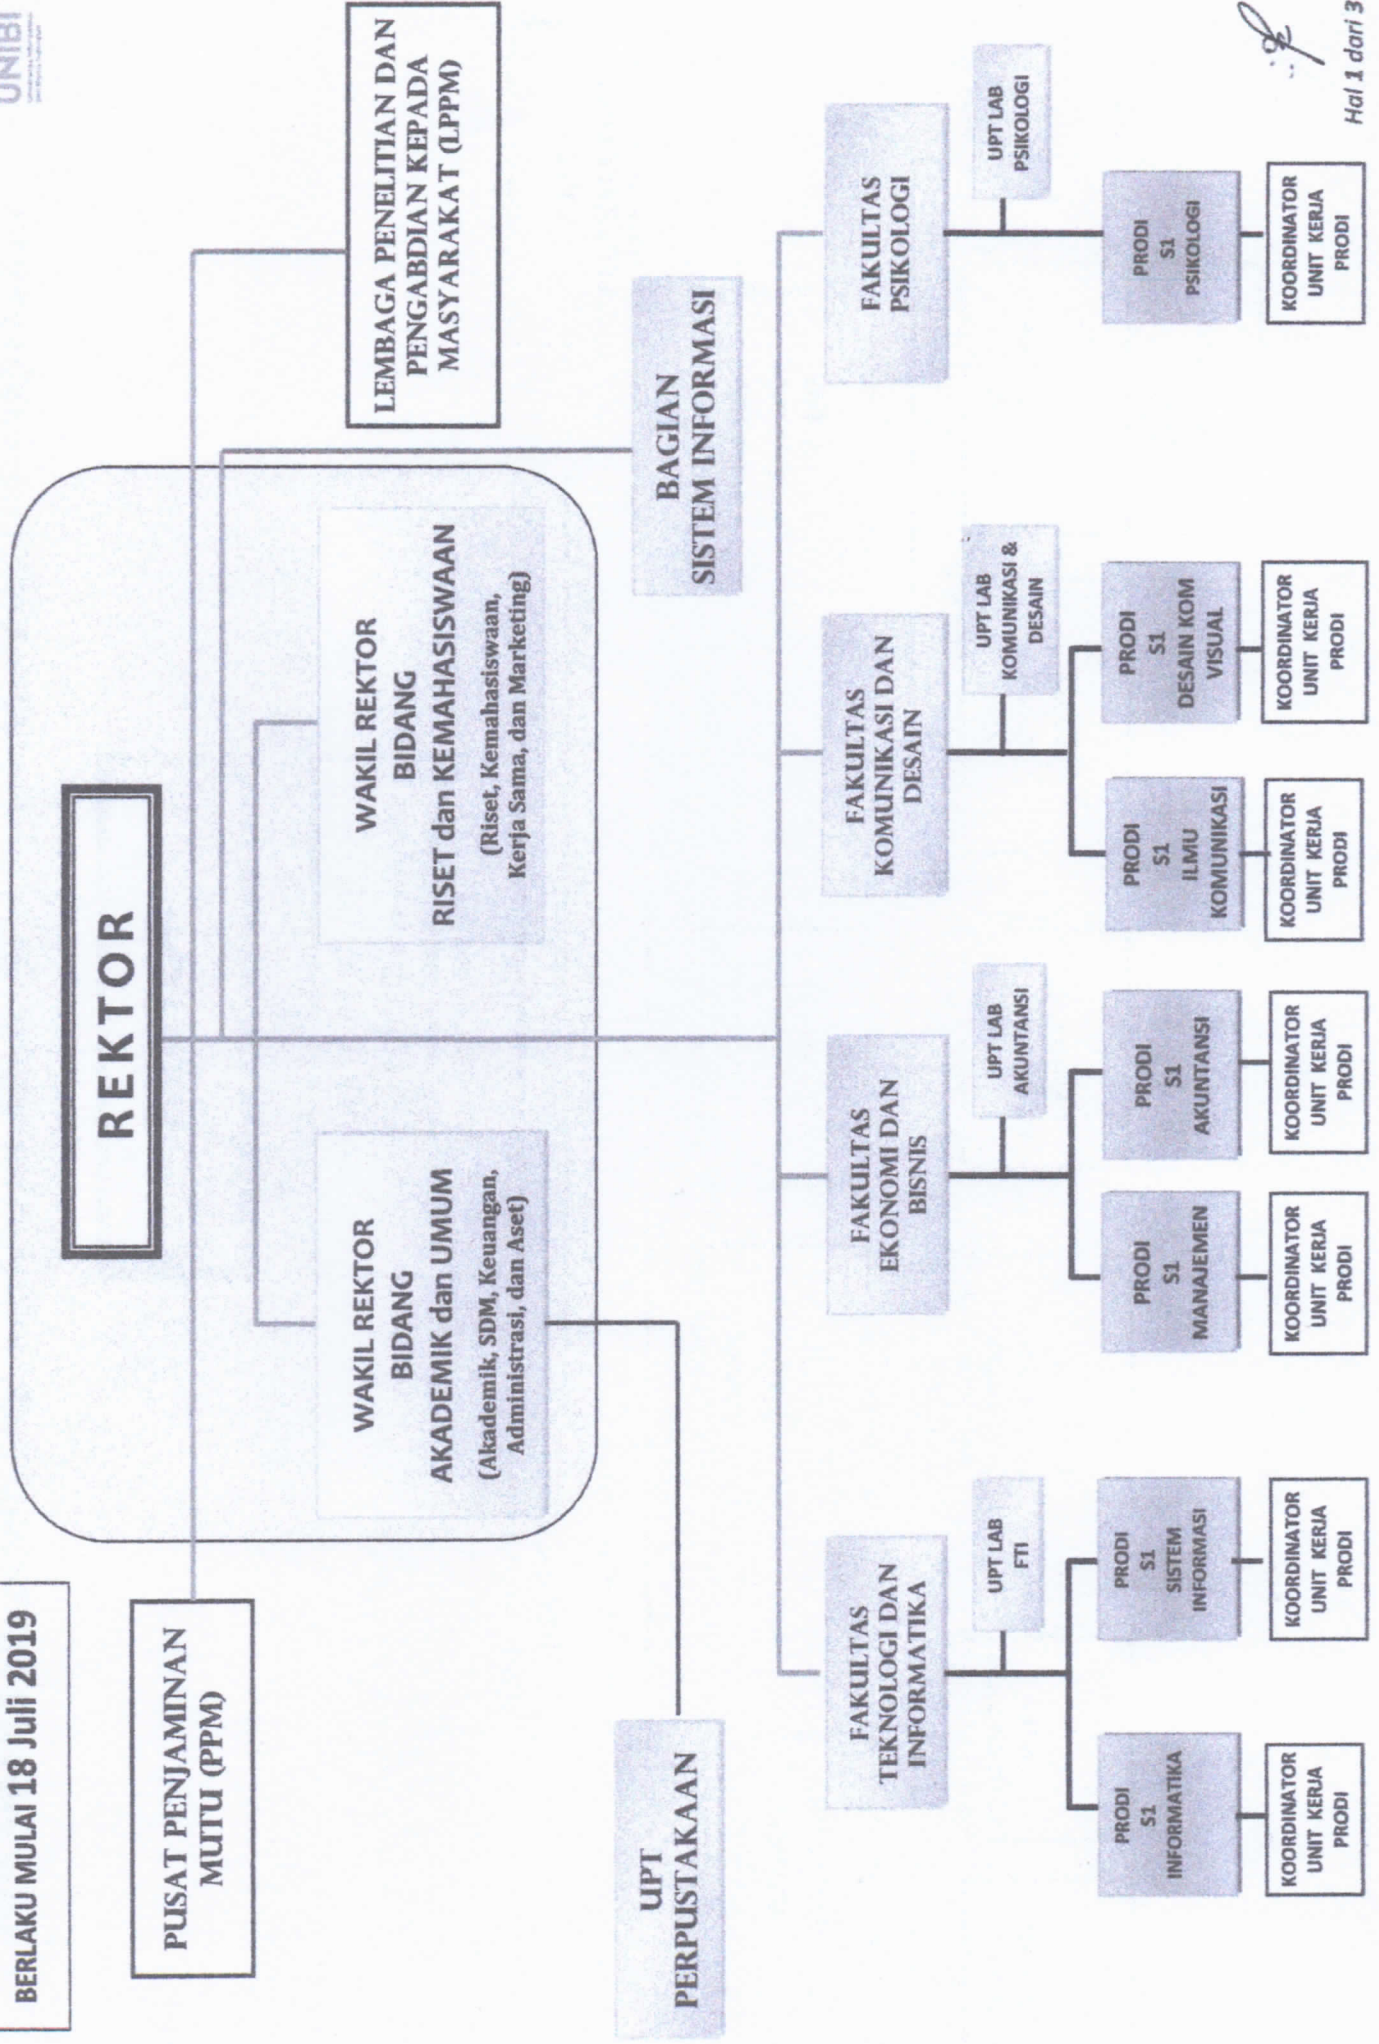 UNIBI
BERLAKU MULAI 18 Juli 2019
REKTOR
PUSAT PENJAMINAN
MUTU (PPM)
LEMBAGA PENELITIAN DAN
PENGABDIAN KEPADA
MASYARAKAT (LPPM)
WAKIL REKTOR
BIDANG
AKADEMIK dan UMUM
(Akademik, SDM, Keuangan,
Administrasi, dan Aset)
WAKIL REKTOR
BIDANG
RISET dan KEMAHASISWAAN
(Riset, Kemahasiswaan,
Kerja Sama, dan Marketing)
UPT
PERPUSTAKAAN
BAGIAN
SISTEM INFORMASI
FAKULTAS
TEKNOLOGI DAN
INFORMATIKA
FAKULTAS
EKONOMI DAN
BISNIS
FAKULTAS
KOMUNIKASI DAN
DESAIN
FAKULTAS
PSIKOLOGI
UPT LAB
FTI
UPT LAB
AKUNTANSI
UPT LAB
KOMUNIKASI &
DESAIN
UPT LAB
PSIKOLOGI
PRODI
S1
INFORMATIKA
PRODI
S1
SISTEM
INFORMASI
PRODI
S1
MANAJEMEN
PRODI
S1
AKUNTANSI
PRODI
S1
ILMU
KOMUNIKASI
PRODI
S1
DESAIN KOM
VISUAL
PRODI
S1
PSIKOLOGI
KOORDINATOR
UNIT KERJA
PRODI
KOORDINATOR
UNIT KERJA
PRODI
KOORDINATOR
UNIT KERJA
PRODI
KOORDINATOR
UNIT KERJA
PRODI
KOORDINATOR
UNIT KERJA
PRODI
KOORDINATOR
UNIT KERJA
PRODI
KOORDINATOR
UNIT KERJA
PRODI
Hal 1 dari 3